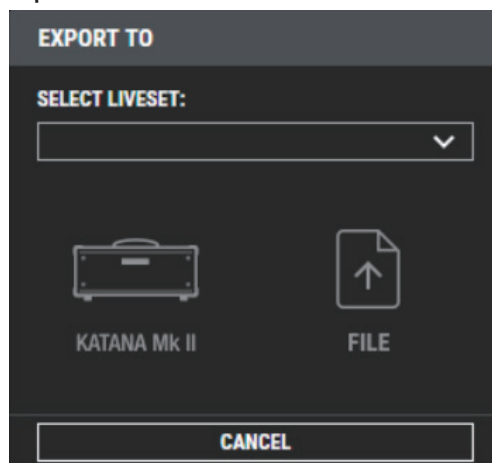 EXPORT TO
SELECT LIVESET:
KATANA Mk II
FILE
CANCEL